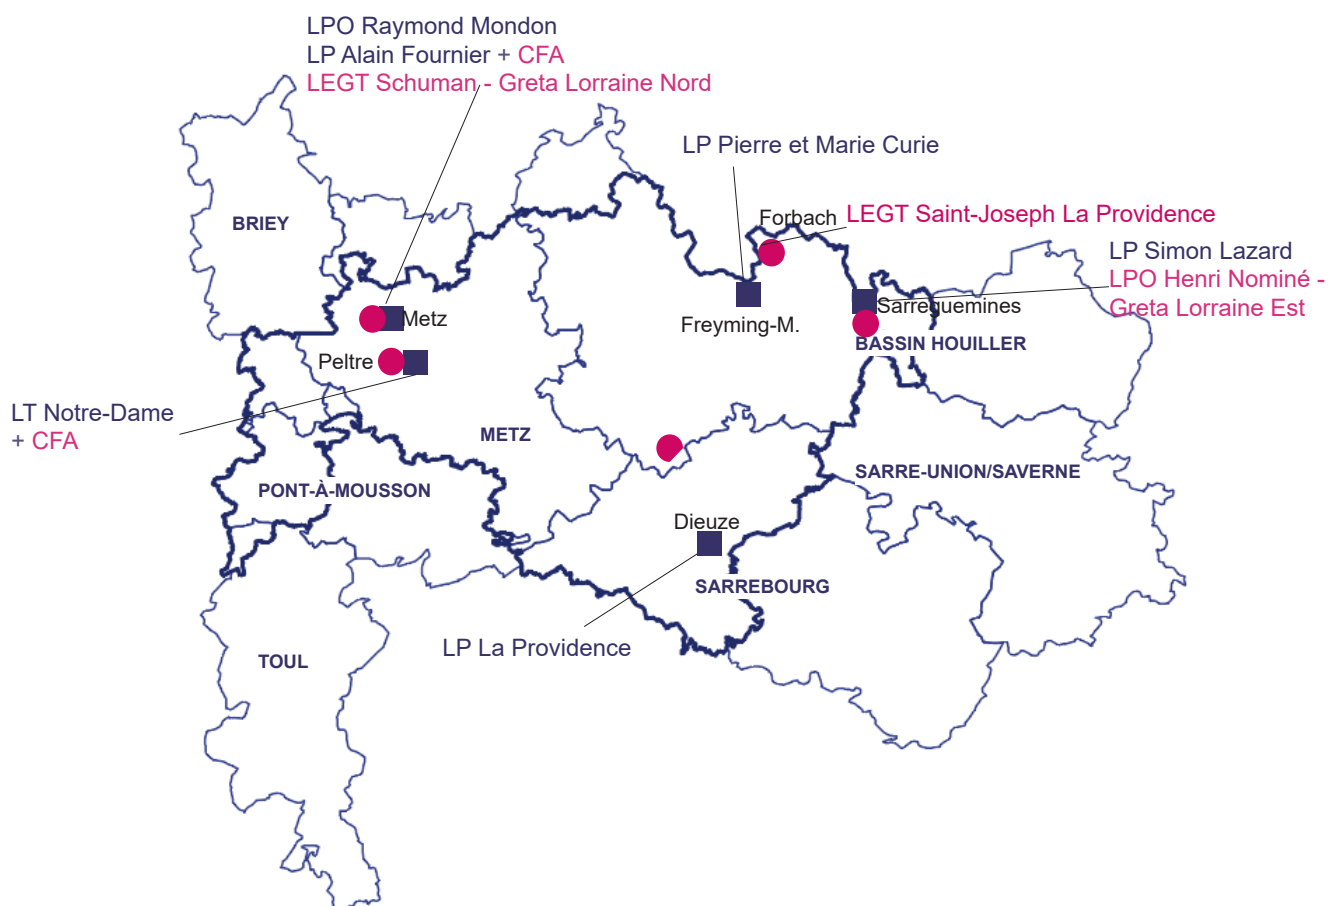 LPO Raymond Mondon
LP Alain Fournier + CFA
LEGT Schuman - Greta Lorraine Nord
LP Pierre et Marie Curie
Forbach
LEGT Saint-Joseph La Providence
BRIEY
LP Simon Lazard
LPO Henri Nominé -
Greta Lorraine Est
Metz
Freyming-M.
Sarreguemines
BASSIN HOUILLER
Peltre
LT Notre-Dame
+ CFA
METZ
SARRE-UNION/SAVERNE
PONT-À-MOUSSON
Dieuze
SARREBOURG
LP La Providence
TOUL